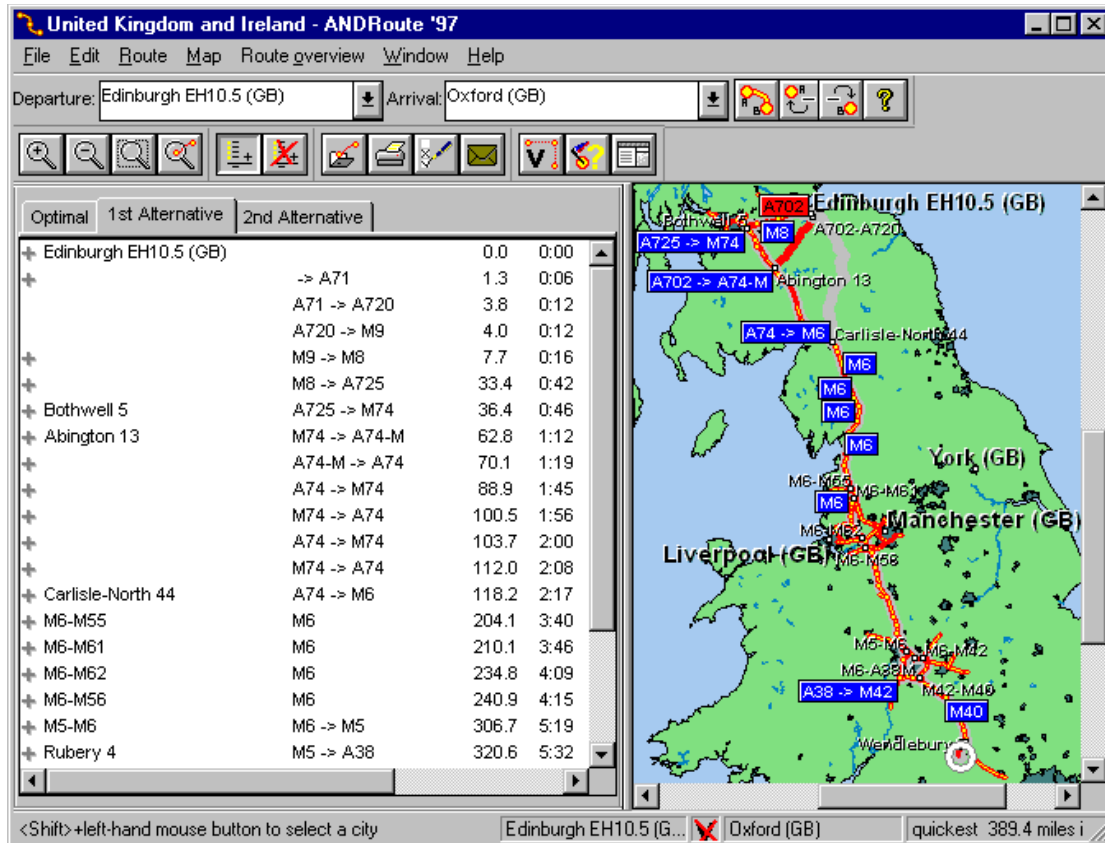 United Kingdom and Ireland - ANDRoute '97
File Edit Route Map Route overview Window Help
Departure: Edinburgh EH10.5 (GB) Arrival: Oxford (GB)
Optimal 1st Alternative 2nd Alternative
Edinburgh EH10.5 (GB) 0.0 0:00
-> A71 1.3 0:06
A71 -> A720 3.8 0:12
A720 -> M9 4.0 0:12
M9 -> M8 7.7 0:16
M8 -> A725 33.4 0:42
Bothwell 5 A725 -> M74 36.4 0:46
Abington 13 M74 -> A74-M 62.8 1:12
A74-M -> A74 70.1 1:19
A74 -> M74 88.9 1:45
M74 -> A74 100.5 1:56
A74 -> M74 103.7 2:00
M74 -> A74 112.0 2:08
Carlisle-North 44 A74 -> M6 118.2 2:17
M6-M55 M6 204.1 3:40
M6-M61 M6 210.1 3:46
M6-M62 M6 234.8 4:09
M6-M56 M6 240.9 4:15
M5-M6 M6 -> M5 306.7 5:19
Rubery 4 M5 -> A38 320.6 5:32
A702 Edinburgh EH10.5 (GB)
Bothwell 5 M8 A702-A720
A725 -> M74
A702 -> A74-M Abington 13
A74 -> M6 Carlisle-North 44
M6
M6
M6
M6
York (GB)
M6-M55 M6-M61
M6
M6-M62 Manchester (GB)
Liverpool (GB) M6-M56
M5-M6 M6-M42
M6-A38M
A38 -> M42 M42-M40
M40
Wendlebury
<Shift>+left-hand mouse button to select a city Edinburgh EH10.5 (G... Oxford (GB) quickest 389.4 miles i